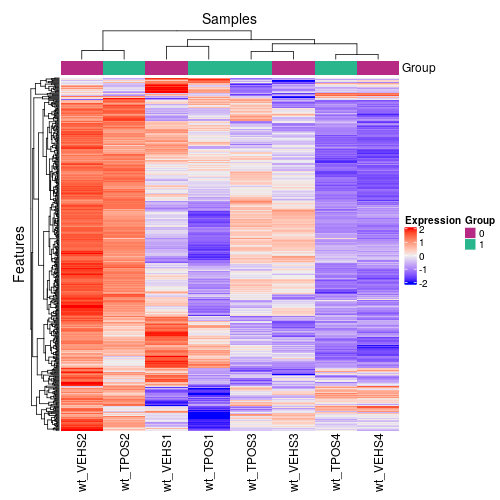 Samples
Group
Features
Expression
2
1
0
-1
-2
Group
0
1
wt_VEHS2
wt_TPOS2
wt_VEHS1
wt_TPOS1
wt_TPOS3
wt_VEHS3
wt_TPOS4
wt_VEHS4